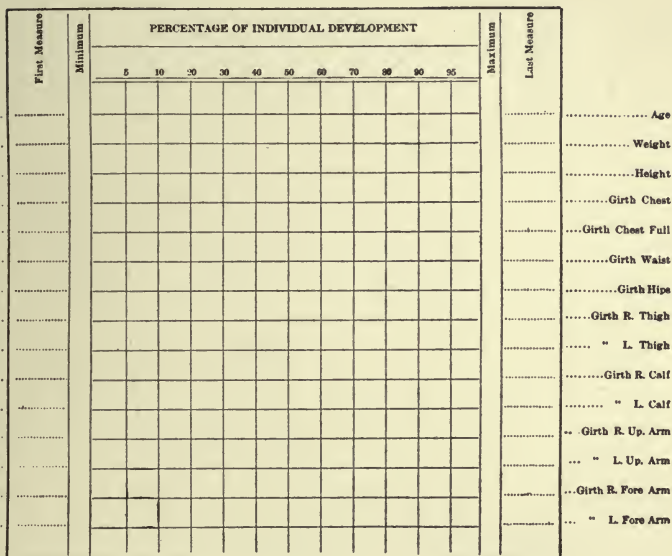 First Measure
Minimum
PERCENTAGE OF INDIVIDUAL DEVELOPMENT
Maximum
Last Measure
5 10 20 30 40 50 60 70 80 90 95
Age
Weight
Height
Girth Chest
Girth Chest Full
Girth Waist
Girth Hips
Girth R. Thigh
" L. Thigh
Girth R. Calf
" L. Calf
Girth R. Up. Arm
" L. Up. Arm
Girth R. Fore Arm
" L. Fore Arm